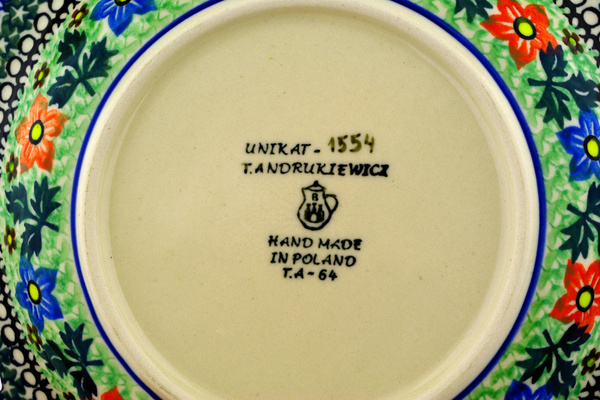 UNIKAT - 1554
T. ANDRUKIEWICZ
B
HAND MADE
IN POLAND
T.A - 64